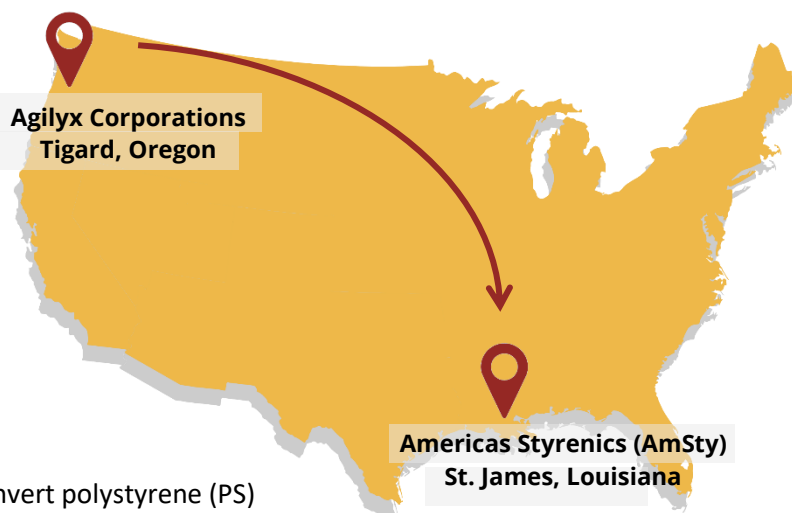 Agilyx Corporations
Tigard, Oregon
Americas Styrenics (AmSty)
St. James, Louisiana
nvert polystyrene (PS)